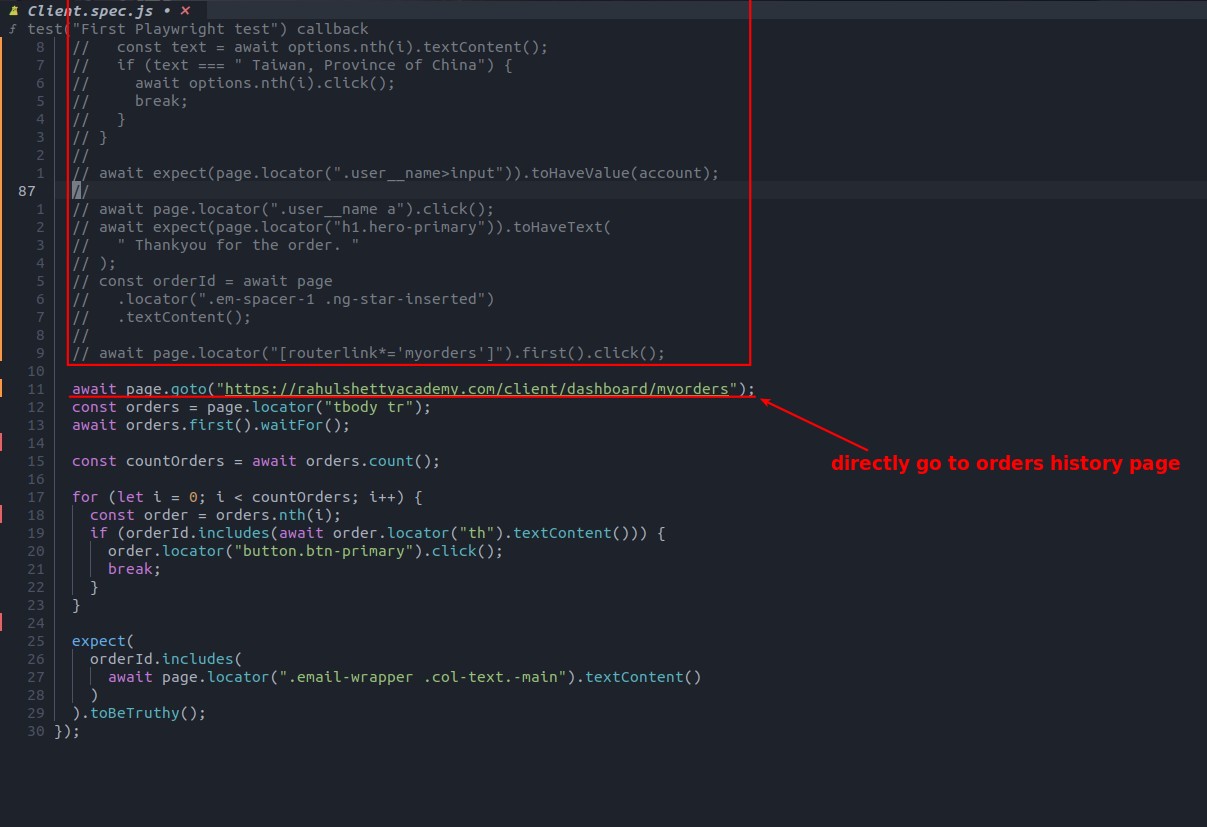 Client.spec.js • ✕
f test("First Playwright test") callback
8 //   const text = await options.nth(i).textContent();
7 //   if (text === " Taiwan, Province of China") {
6 //     await options.nth(i).click();
5 //     break;
4 //   }
3 // }
2 //
1 // await expect(page.locator(".user__name>input")).toHaveValue(account);
87 //
1 // await page.locator(".user__name a").click();
2 // await expect(page.locator("h1.hero-primary")).toHaveText(
3 //   " Thankyou for the order. "
4 // );
5 // const orderId = await page
6 //   .locator(".em-spacer-1 .ng-star-inserted")
7 //   .textContent();
8 //
9 // await page.locator("[routerlink*='myorders']").first().click();
10
11 await page.goto("https://rahulshettyacademy.com/client/dashboard/myorders");
12 const orders = page.locator("tbody tr");
13 await orders.first().waitFor();
14
directly go to orders history page
15 const countOrders = await orders.count();
16
17 for (let i = 0; i < countOrders; i++) {
18   const order = orders.nth(i);
19   if (orderId.includes(await order.locator("th").textContent())) {
20     order.locator("button.btn-primary").click();
21     break;
22   }
23 }
24
25 expect(
26   orderId.includes(
27     await page.locator(".email-wrapper .col-text.-main").textContent()
28   )
29 ).toBeTruthy();
30 });